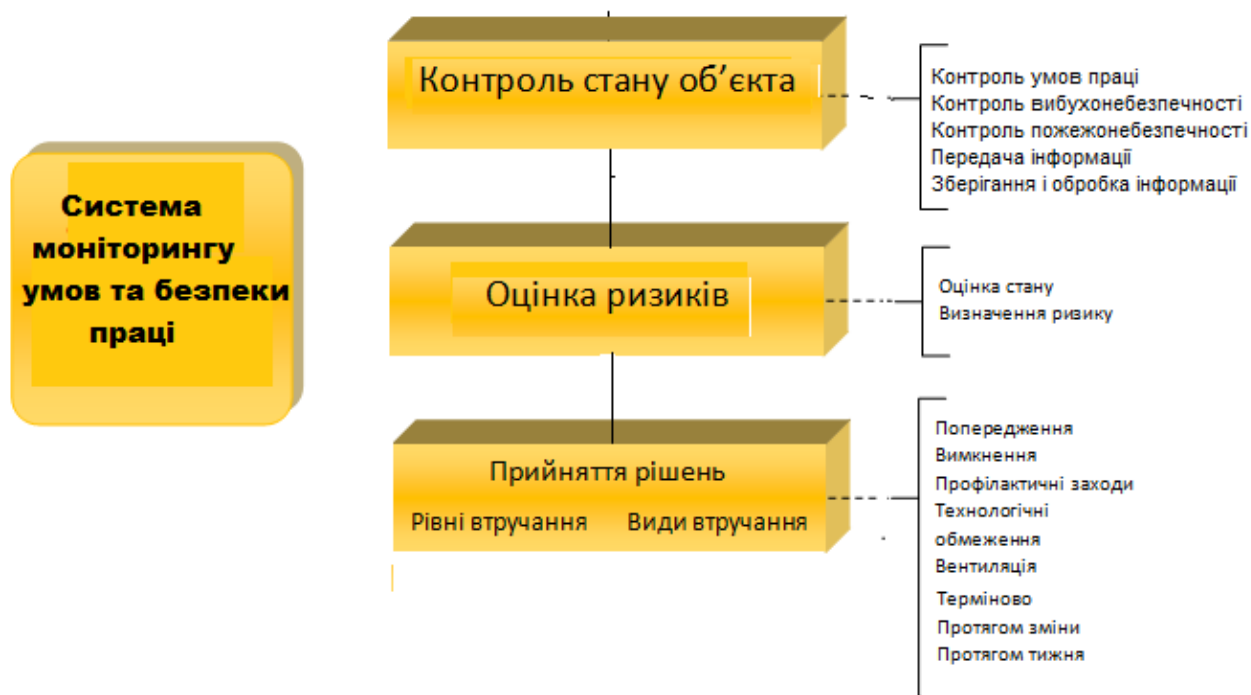 Система
моніторингу
умов та безпеки
праці
Контроль стану об’єкта
Контроль умов праці
Контроль вибухонебезпечності
Контроль пожежонебезпечності
Передача інформації
Зберігання і обробка інформації
Оцінка ризиків
Оцінка стану
Визначення ризику
Прийняття рішень
Рівні втручання Види втручання
Попередження
Вимкнення
Профілактичні заходи
Технологічні
обмеження
Вентиляція
Терміново
Протягом зміни
Протягом тижня